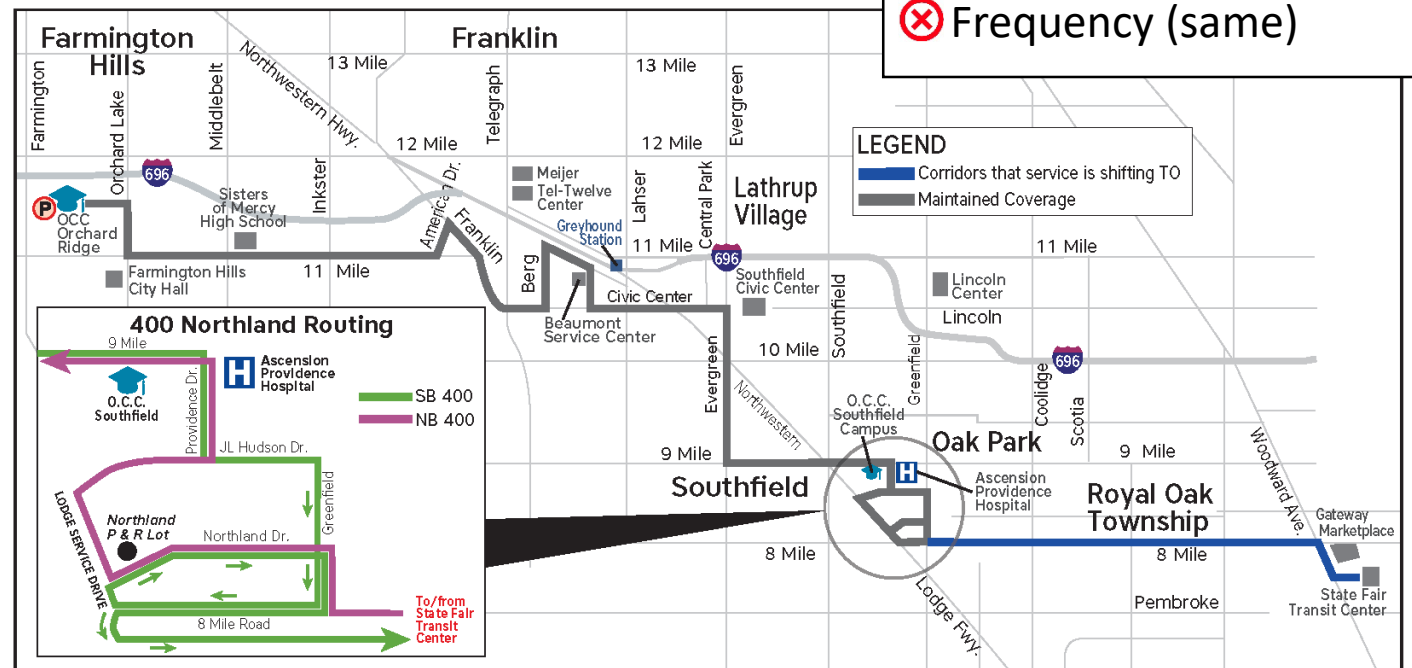 Frequency (same)
Farmington
Hills
Franklin
Farmington
Orchard Lake
Middlebelt
Northwestern Hwy.
13 Mile
Telegraph
13 Mile
Evergreen
12 Mile
12 Mile
LEGEND
Corridors that service is shifting TO
Maintained Coverage
696
P
OCC
Orchard
Ridge
Sisters
of Mercy
High School
Inkster
American Dr.
Franklin
Meijer
Tel-Twelve
Center
Greyhound
Station
Lahser
Central Park
Lathrup
Village
11 Mile
696
11 Mile
11 Mile
Farmington Hills
City Hall
Berg
Civic Center
Southfield
Civic Center
Southfield
Lincoln
Center
Lincoln
Beaumont
Service Center
10 Mile
Greenfield
696
Evergreen
Northwestern
Coolidge
Scotia
O.C.C.
Southfield
Campus
Oak Park
9 Mile
9 Mile
Woodward Ave.
H
Ascension
Providence
Hospital
Southfield
Royal Oak
Township
Gateway
Marketplace
8 Mile
8 Mile
State Fair
Transit Center
Lodge Fwy.
Pembroke
400 Northland Routing
9 Mile
H
Ascension
Providence
Hospital
O.C.C.
Southfield
Providence Dr.
SB 400
NB 400
JL Hudson Dr.
LODGE SERVICE DRIVE
Northland
P & R Lot
Northland Dr.
Greenfield
8 Mile Road
To/from
State Fair
Transit
Center